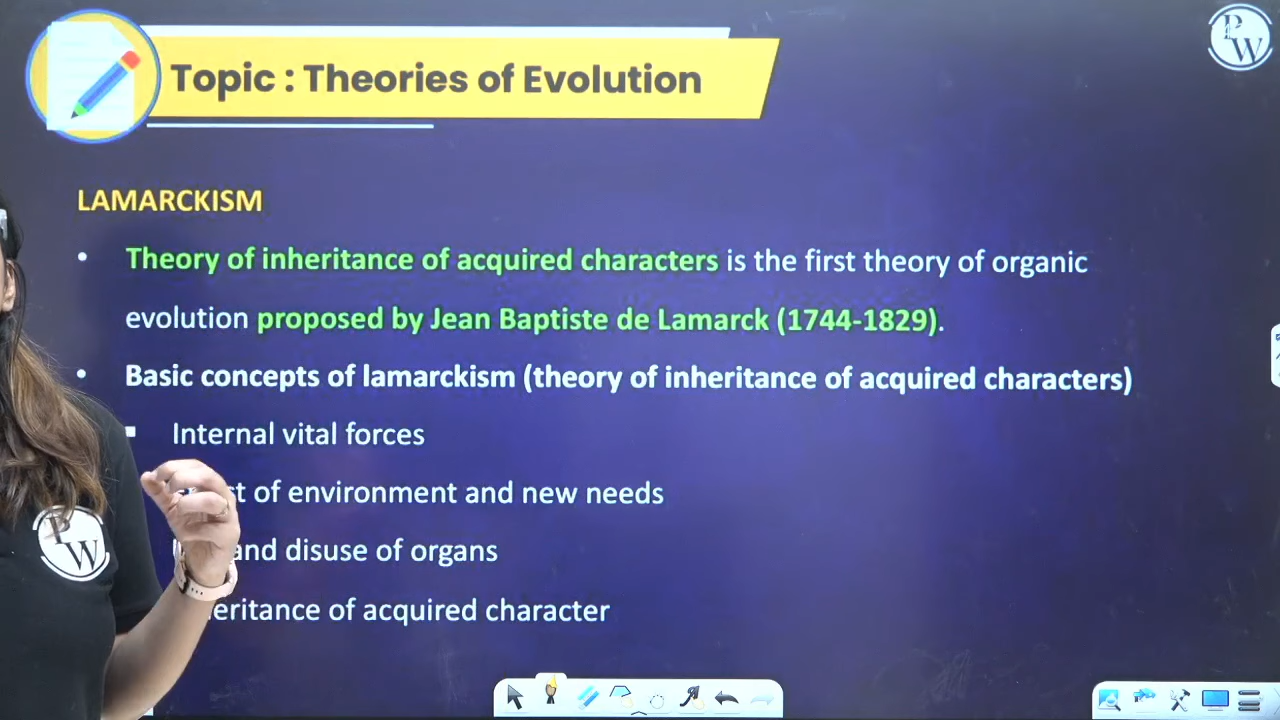 Topic : Theories of Evolution
PW
LAMARCKISM
• Theory of inheritance of acquired characters is the first theory of organic
evolution proposed by Jean Baptiste de Lamarck (1744-1829).
• Basic concepts of lamarckism (theory of inheritance of acquired characters)
▪ Internal vital forces
of environment and new needs
and disuse of organs
of acquired character
PW